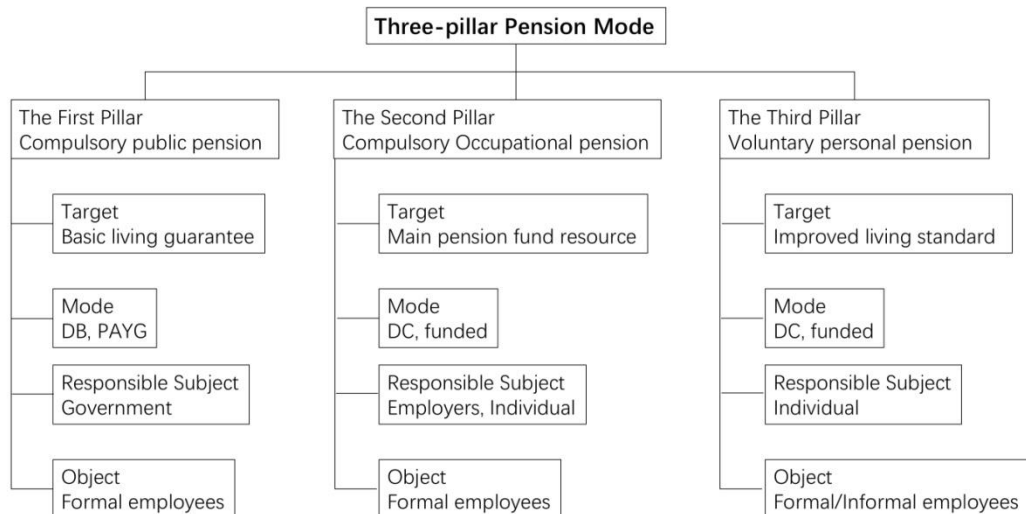 Three-pillar Pension Mode
The First Pillar
Compulsory public pension
Target
Basic living guarantee
Mode
DB, PAYG
Responsible Subject
Government
Object
Formal employees
The Second Pillar
Compulsory Occupational pension
Target
Main pension fund resource
Mode
DC, funded
Responsible Subject
Employers, Individual
Object
Formal employees
The Third Pillar
Voluntary personal pension
Target
Improved living standard
Mode
DC, funded
Responsible Subject
Individual
Object
Formal/Informal employees